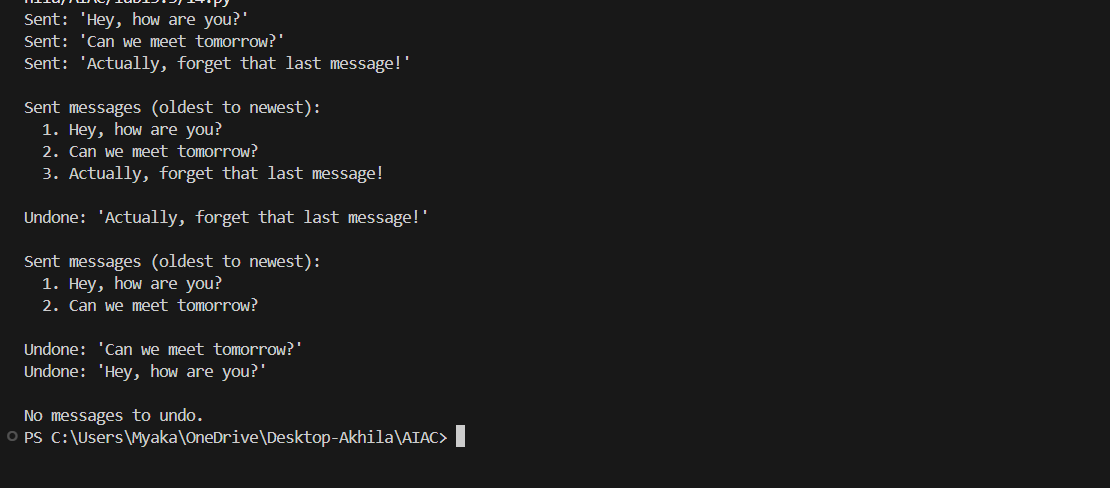 Sent: 'Hey, how are you?'
Sent: 'Can we meet tomorrow?'
Sent: 'Actually, forget that last message!'
Sent messages (oldest to newest):
1. Hey, how are you?
2. Can we meet tomorrow?
3. Actually, forget that last message!
Undone: 'Actually, forget that last message!'
Sent messages (oldest to newest):
1. Hey, how are you?
2. Can we meet tomorrow?
Undone: 'Can we meet tomorrow?'
Undone: 'Hey, how are you?'
No messages to undo.
PS C:\Users\Myaka\OneDrive\Desktop-Akhila\AIAC>